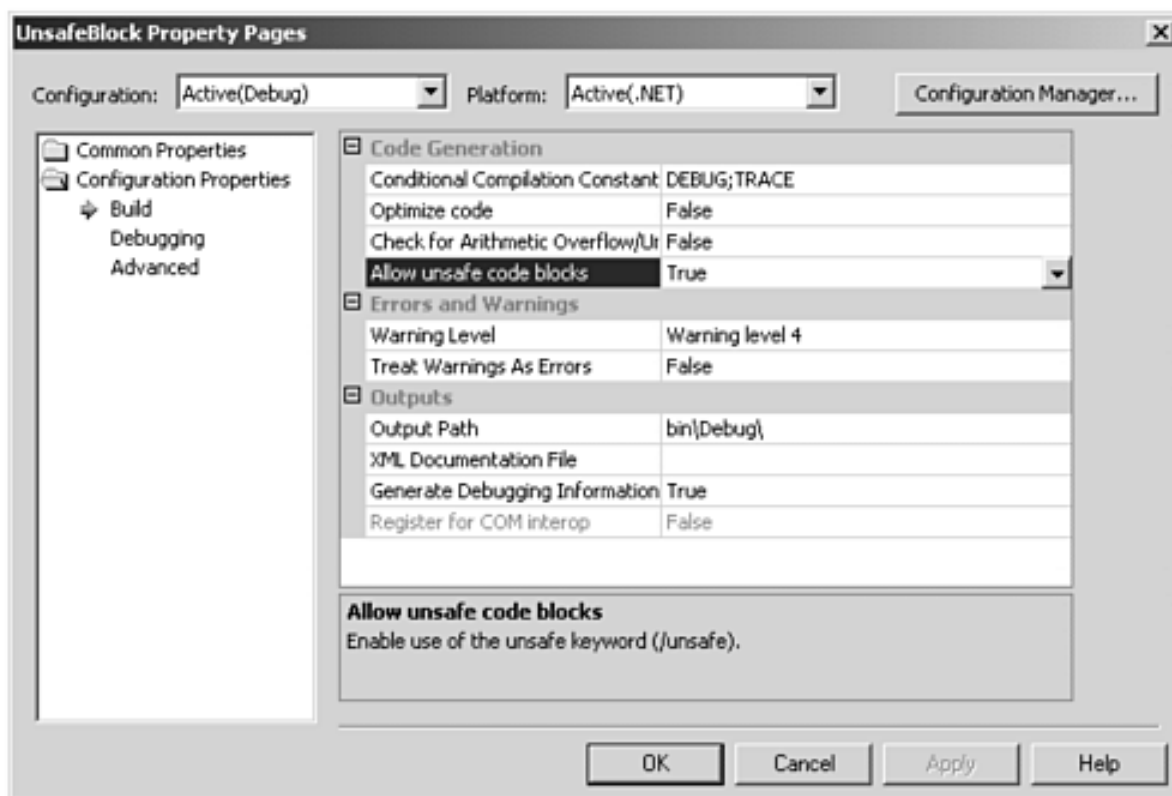 UnsafeBlock Property Pages
Configuration: Active(Debug) Platform: Active(.NET) Configuration Manager...
Common Properties
Configuration Properties
Build
Debugging
Advanced
Code Generation
Conditional Compilation Constant DEBUG;TRACE
Optimize code False
Check for Arithmetic Overflow/Ur False
Allow unsafe code blocks True
Errors and Warnings
Warning Level Warning level 4
Treat Warnings As Errors False
Outputs
Output Path bin\Debug\
XML Documentation File
Generate Debugging Information True
Register for COM interop False
Allow unsafe code blocks
Enable use of the unsafe keyword (/unsafe).
OK Cancel Apply Help